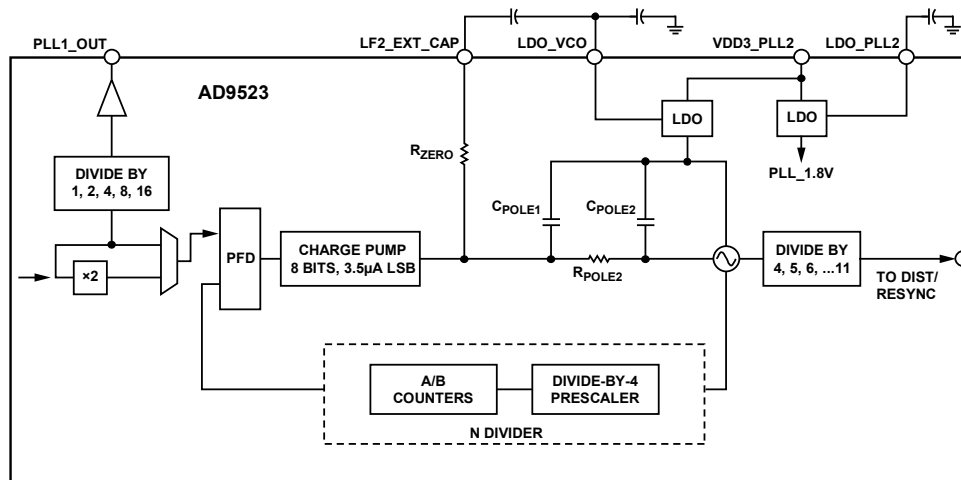 PLL1_OUT
LF2_EXT_CAP
LDO_VCO
VDD3_PLL2
LDO_PLL2
AD9523
LDO
LDO
PLL_1.8V
RZERO
DIVIDE BY
1, 2, 4, 8, 16
CPOLE1
CPOLE2
×2
PFD
CHARGE PUMP
8 BITS, 3.5µA LSB
RPOLE2
DIVIDE BY
4, 5, 6, ...11
TO DIST/
RESYNC
A/B
COUNTERS
DIVIDE-BY-4
PRESCALER
N DIVIDER